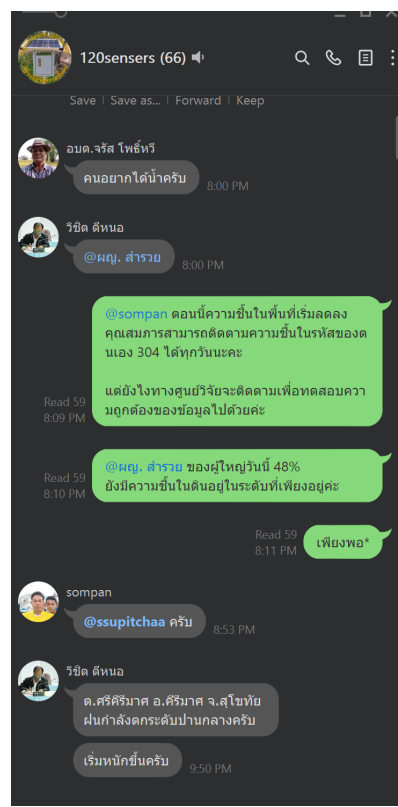 120sensers (66)
Save | Save as... | Forward | Keep
อบต.จรัส โพธิ์หวี
คนอยากได้น้ำครับ
8:00 PM
วิชิต ดีหนอ
@ผญ. สำรวย
8:00 PM
@sompan ตอนนี้ความชื้นในพื้นที่เริ่มลดลง
คุณสมภารสามารถติดตามความชื้นในรหัสของต
นเอง 304 ได้ทุกวันนะคะ
แต่ยังไงทางศูนย์วิจัยจะติดตามเพื่อทดสอบควา
มถูกต้องของข้อมูลไปด้วยค่ะ
Read 59
8:09 PM
@ผญ. สำรวย ของผู้ใหญ่วันนี้ 48%
ยังมีความชื้นในดินอยู่ในระดับที่เพียงอยู่ค่ะ
Read 59
8:10 PM
เพียงพอ*
Read 59
8:11 PM
sompan
@ssupitchaa ครับ
8:53 PM
วิชิต ดีหนอ
ต.ศรีคีรีมาศ อ.คีรีมาศ จ.สุโขทัย
ฝนกำลังตกระดับปานกลางครับ
เริ่มหนักขึ้นครับ
9:50 PM